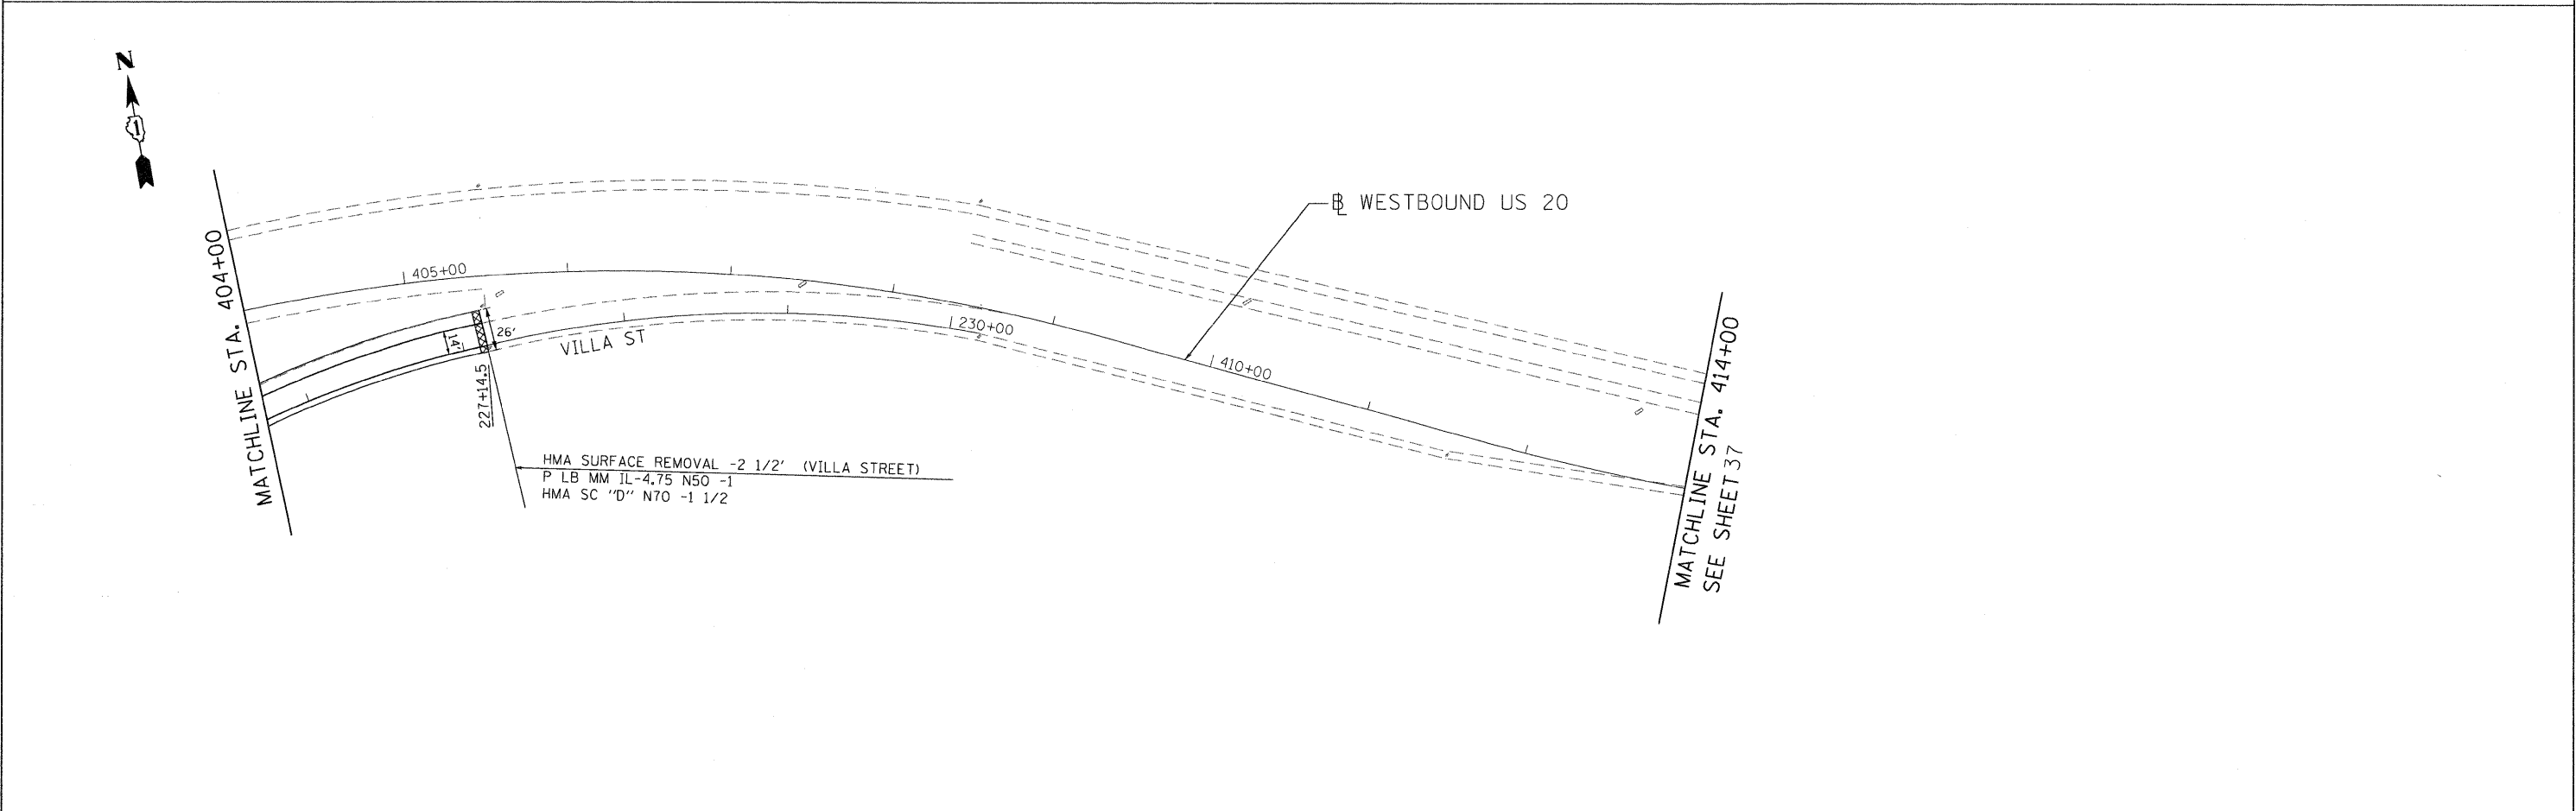 N
1
MATCHLINE STA. 404+00
405+00
14'
26'
227+14.5
VILLA ST
230+00
BL WESTBOUND US 20
410+00
HMA SURFACE REMOVAL -2 1/2' (VILLA STREET)
P LB MM IL-4.75 N50 -1
HMA SC "D" N70 -1 1/2
MATCHLINE STA. 414+00
SEE SHEET 37